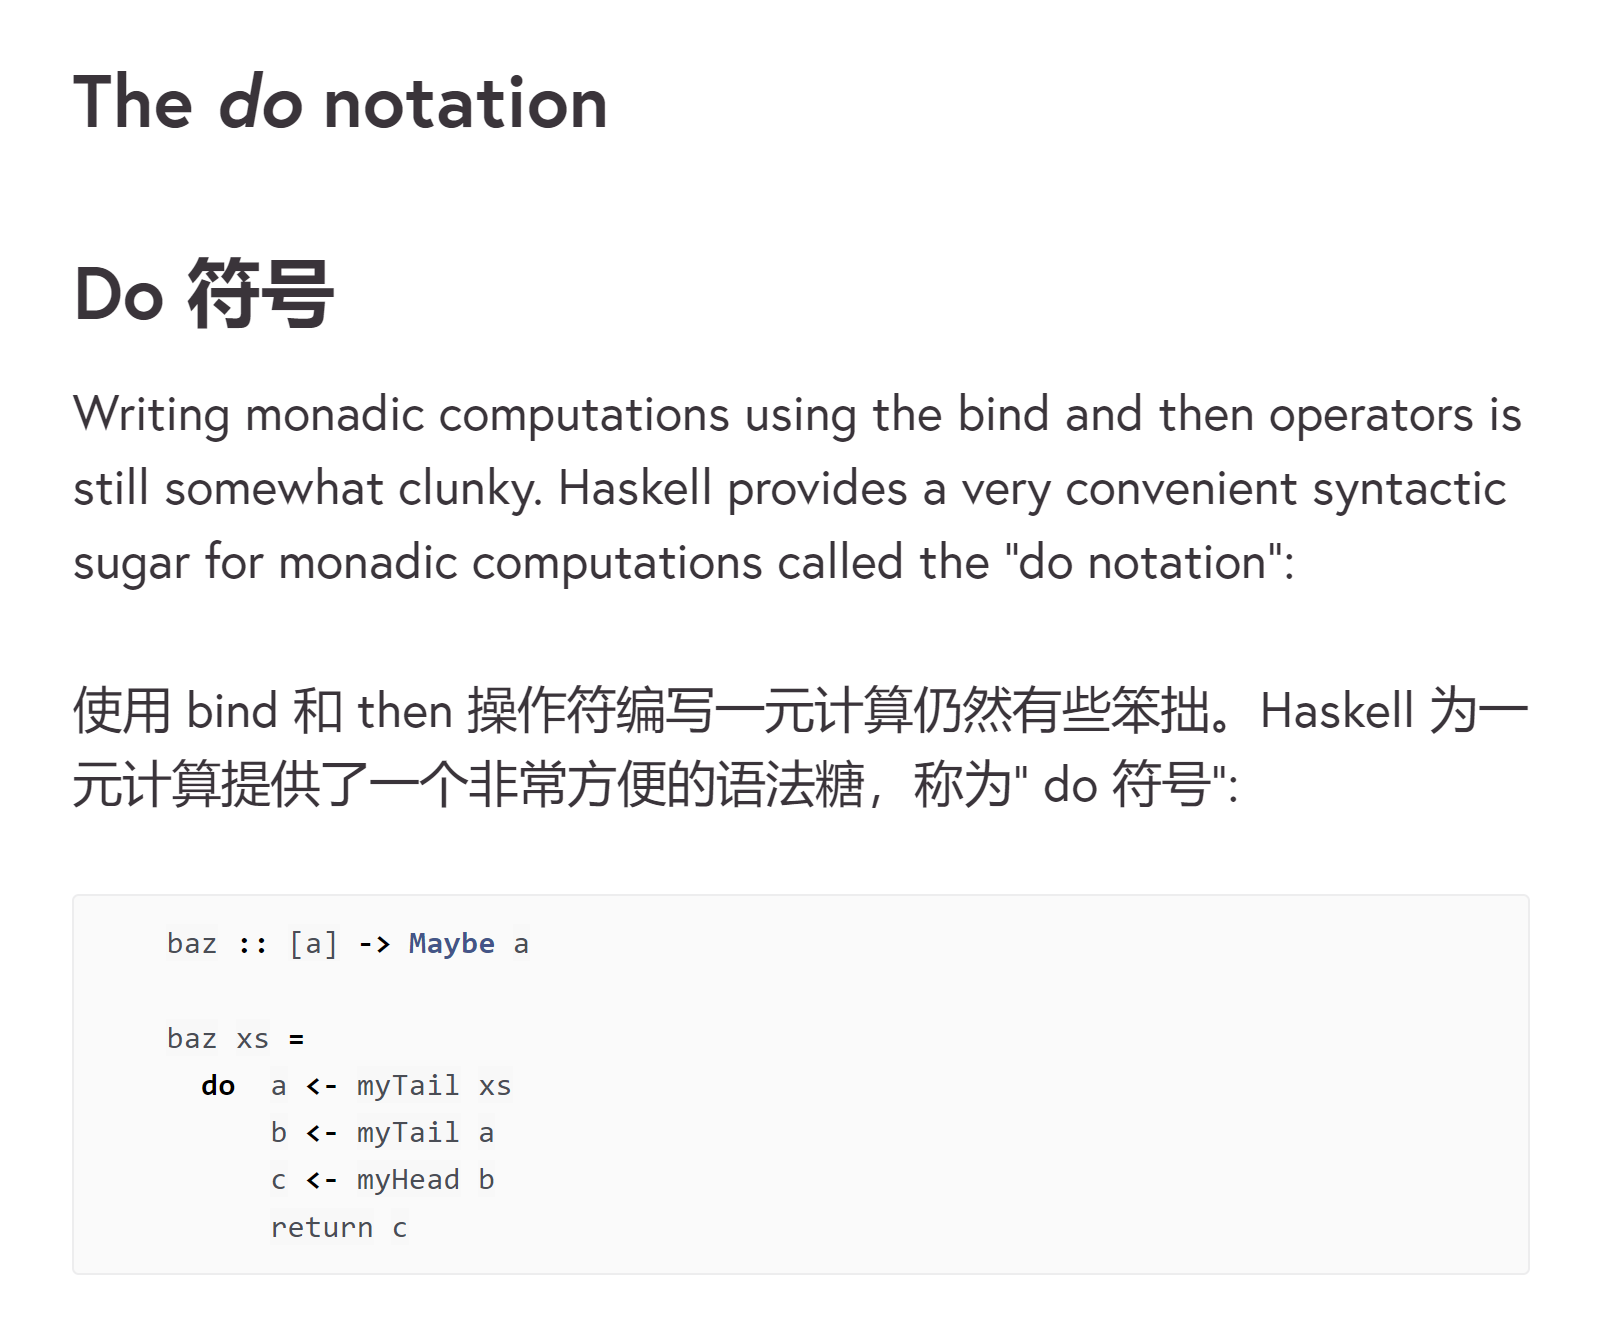 The do notation
Do 符号
Writing monadic computations using the bind and then operators is
still somewhat clunky. Haskell provides a very convenient syntactic
sugar for monadic computations called the "do notation":
使用 bind 和 then 操作符编写一元计算仍然有些笨拙。Haskell 为一
元计算提供了一个非常方便的语法糖，称为" do 符号":
baz :: [a] -> Maybe a
baz xs =
  do  a <- myTail xs
      b <- myTail a
      c <- myHead b
      return c